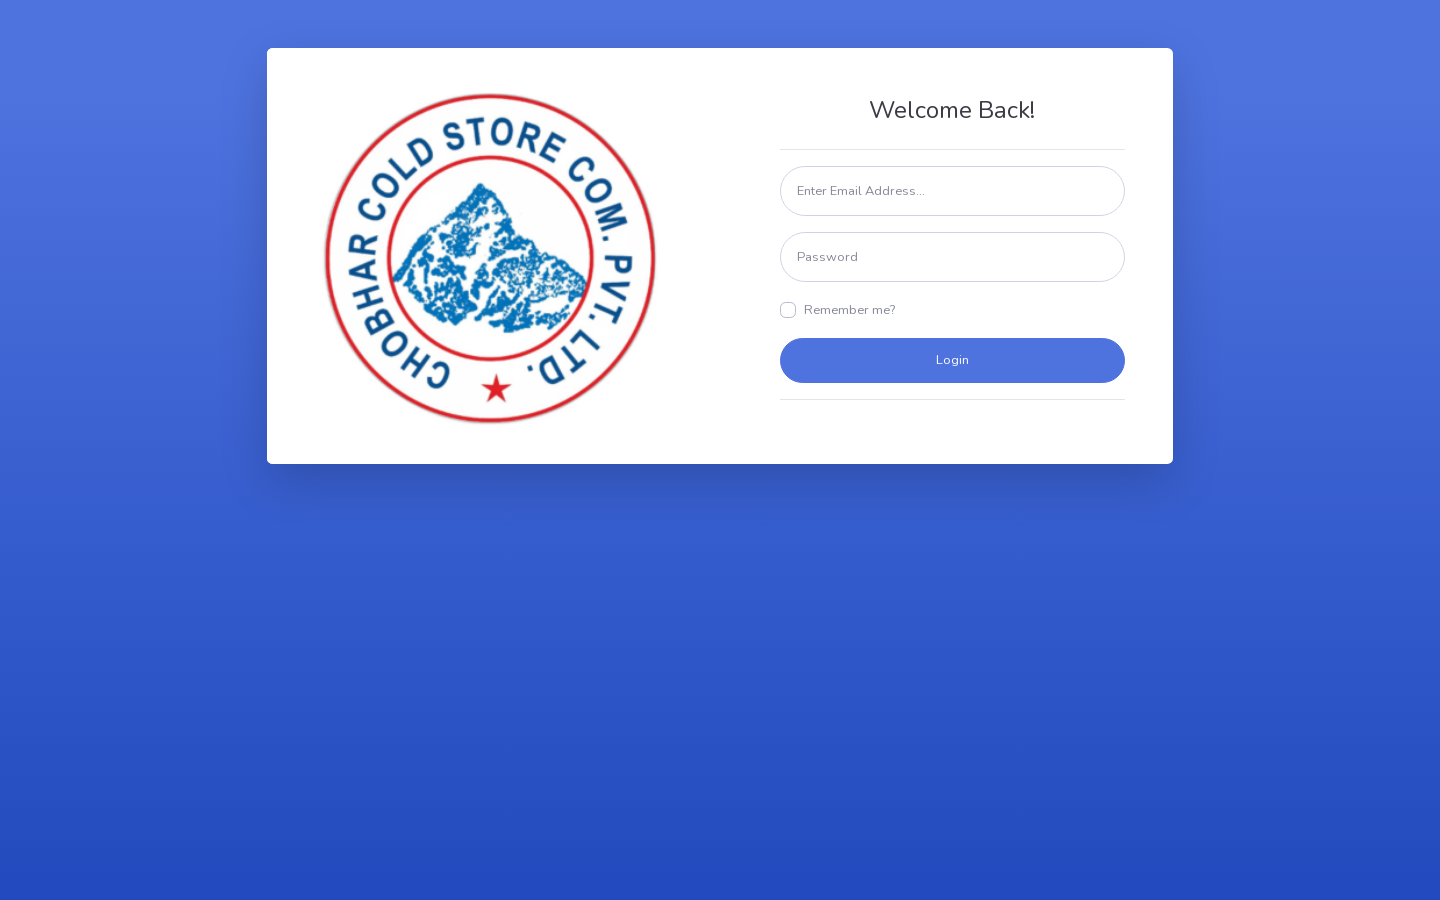 CHOBHAR COLD STORE COM. PVT. LTD.
Welcome Back!
Enter Email Address...
Password
Remember me?
Login